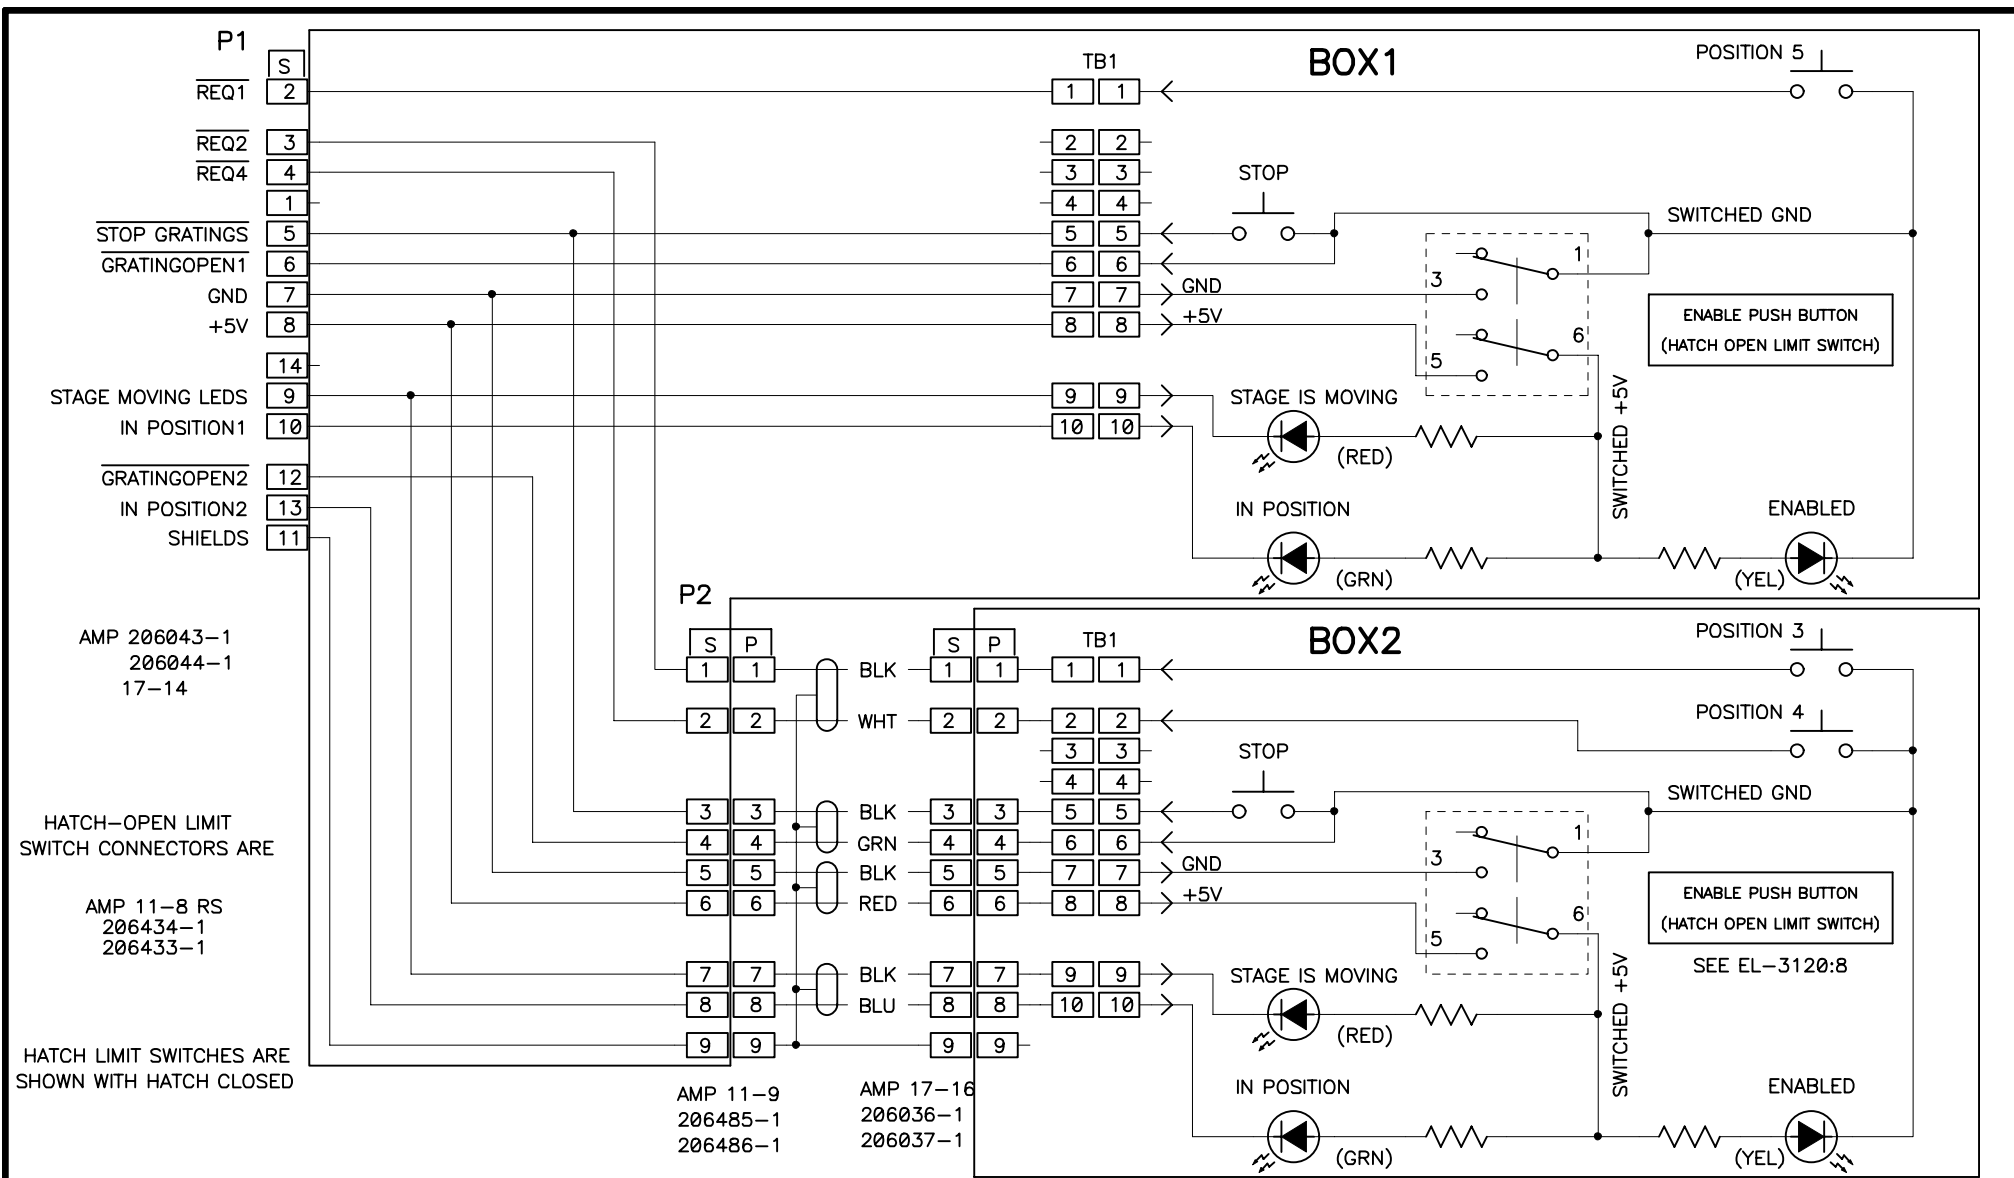 P1
S
REQ1 2
REQ2 3
REQ4 4
1
STOP GRATINGS 5
GRATINGOPEN1 6
GND 7
+5V 8
14
STAGE MOVING LEDS 9
IN POSITION1 10
GRATINGOPEN2 12
IN POSITION2 13
SHIELDS 11
AMP 206043-1
206044-1
17-14
HATCH-OPEN LIMIT
SWITCH CONNECTORS ARE
AMP 11-8 RS
206434-1
206433-1
HATCH LIMIT SWITCHES ARE
SHOWN WITH HATCH CLOSED
BOX1
TB1
1 1
2 2
3 3
4 4
5 5
6 6
7 7
8 8
9 9
10 10
POSITION 5
STOP
SWITCHED GND
GND
+5V
1
3
6
5
ENABLE PUSH BUTTON
(HATCH OPEN LIMIT SWITCH)
SWITCHED +5V
STAGE IS MOVING
(RED)
IN POSITION
(GRN)
ENABLED
(YEL)
P2
S P
1 1
2 2
3 3
4 4
5 5
6 6
7 7
8 8
9 9
AMP 11-9
206485-1
206486-1
BLK
WHT
BLK
GRN
BLK
RED
BLK
BLU
S P
1 1
2 2
3 3
4 4
5 5
6 6
7 7
8 8
9 9
AMP 17-16
206036-1
206037-1
BOX2
TB1
1 1
2 2
3 3
4 4
5 5
6 6
7 7
8 8
9 9
10 10
POSITION 3
POSITION 4
STOP
SWITCHED GND
GND
+5V
1
3
6
5
ENABLE PUSH BUTTON
(HATCH OPEN LIMIT SWITCH)
SEE EL-3120:8
SWITCHED +5V
STAGE IS MOVING
(RED)
IN POSITION
(GRN)
ENABLED
(YEL)